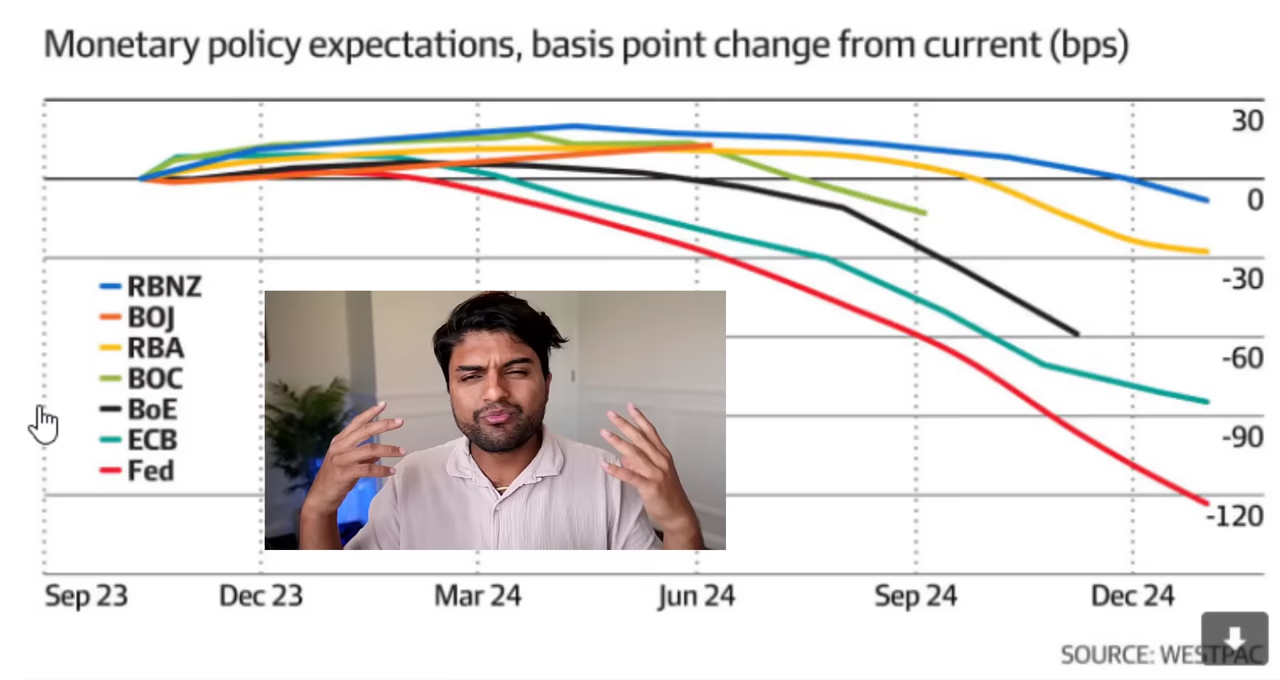 Monetary policy expectations, basis point change from current (bps)
30
0
-30
-60
-90
-120
RBNZ
BOJ
RBA
BOC
BoE
ECB
Fed
Sep 23 Dec 23 Mar 24 Jun 24 Sep 24 Dec 24
SOURCE: WESTPAC